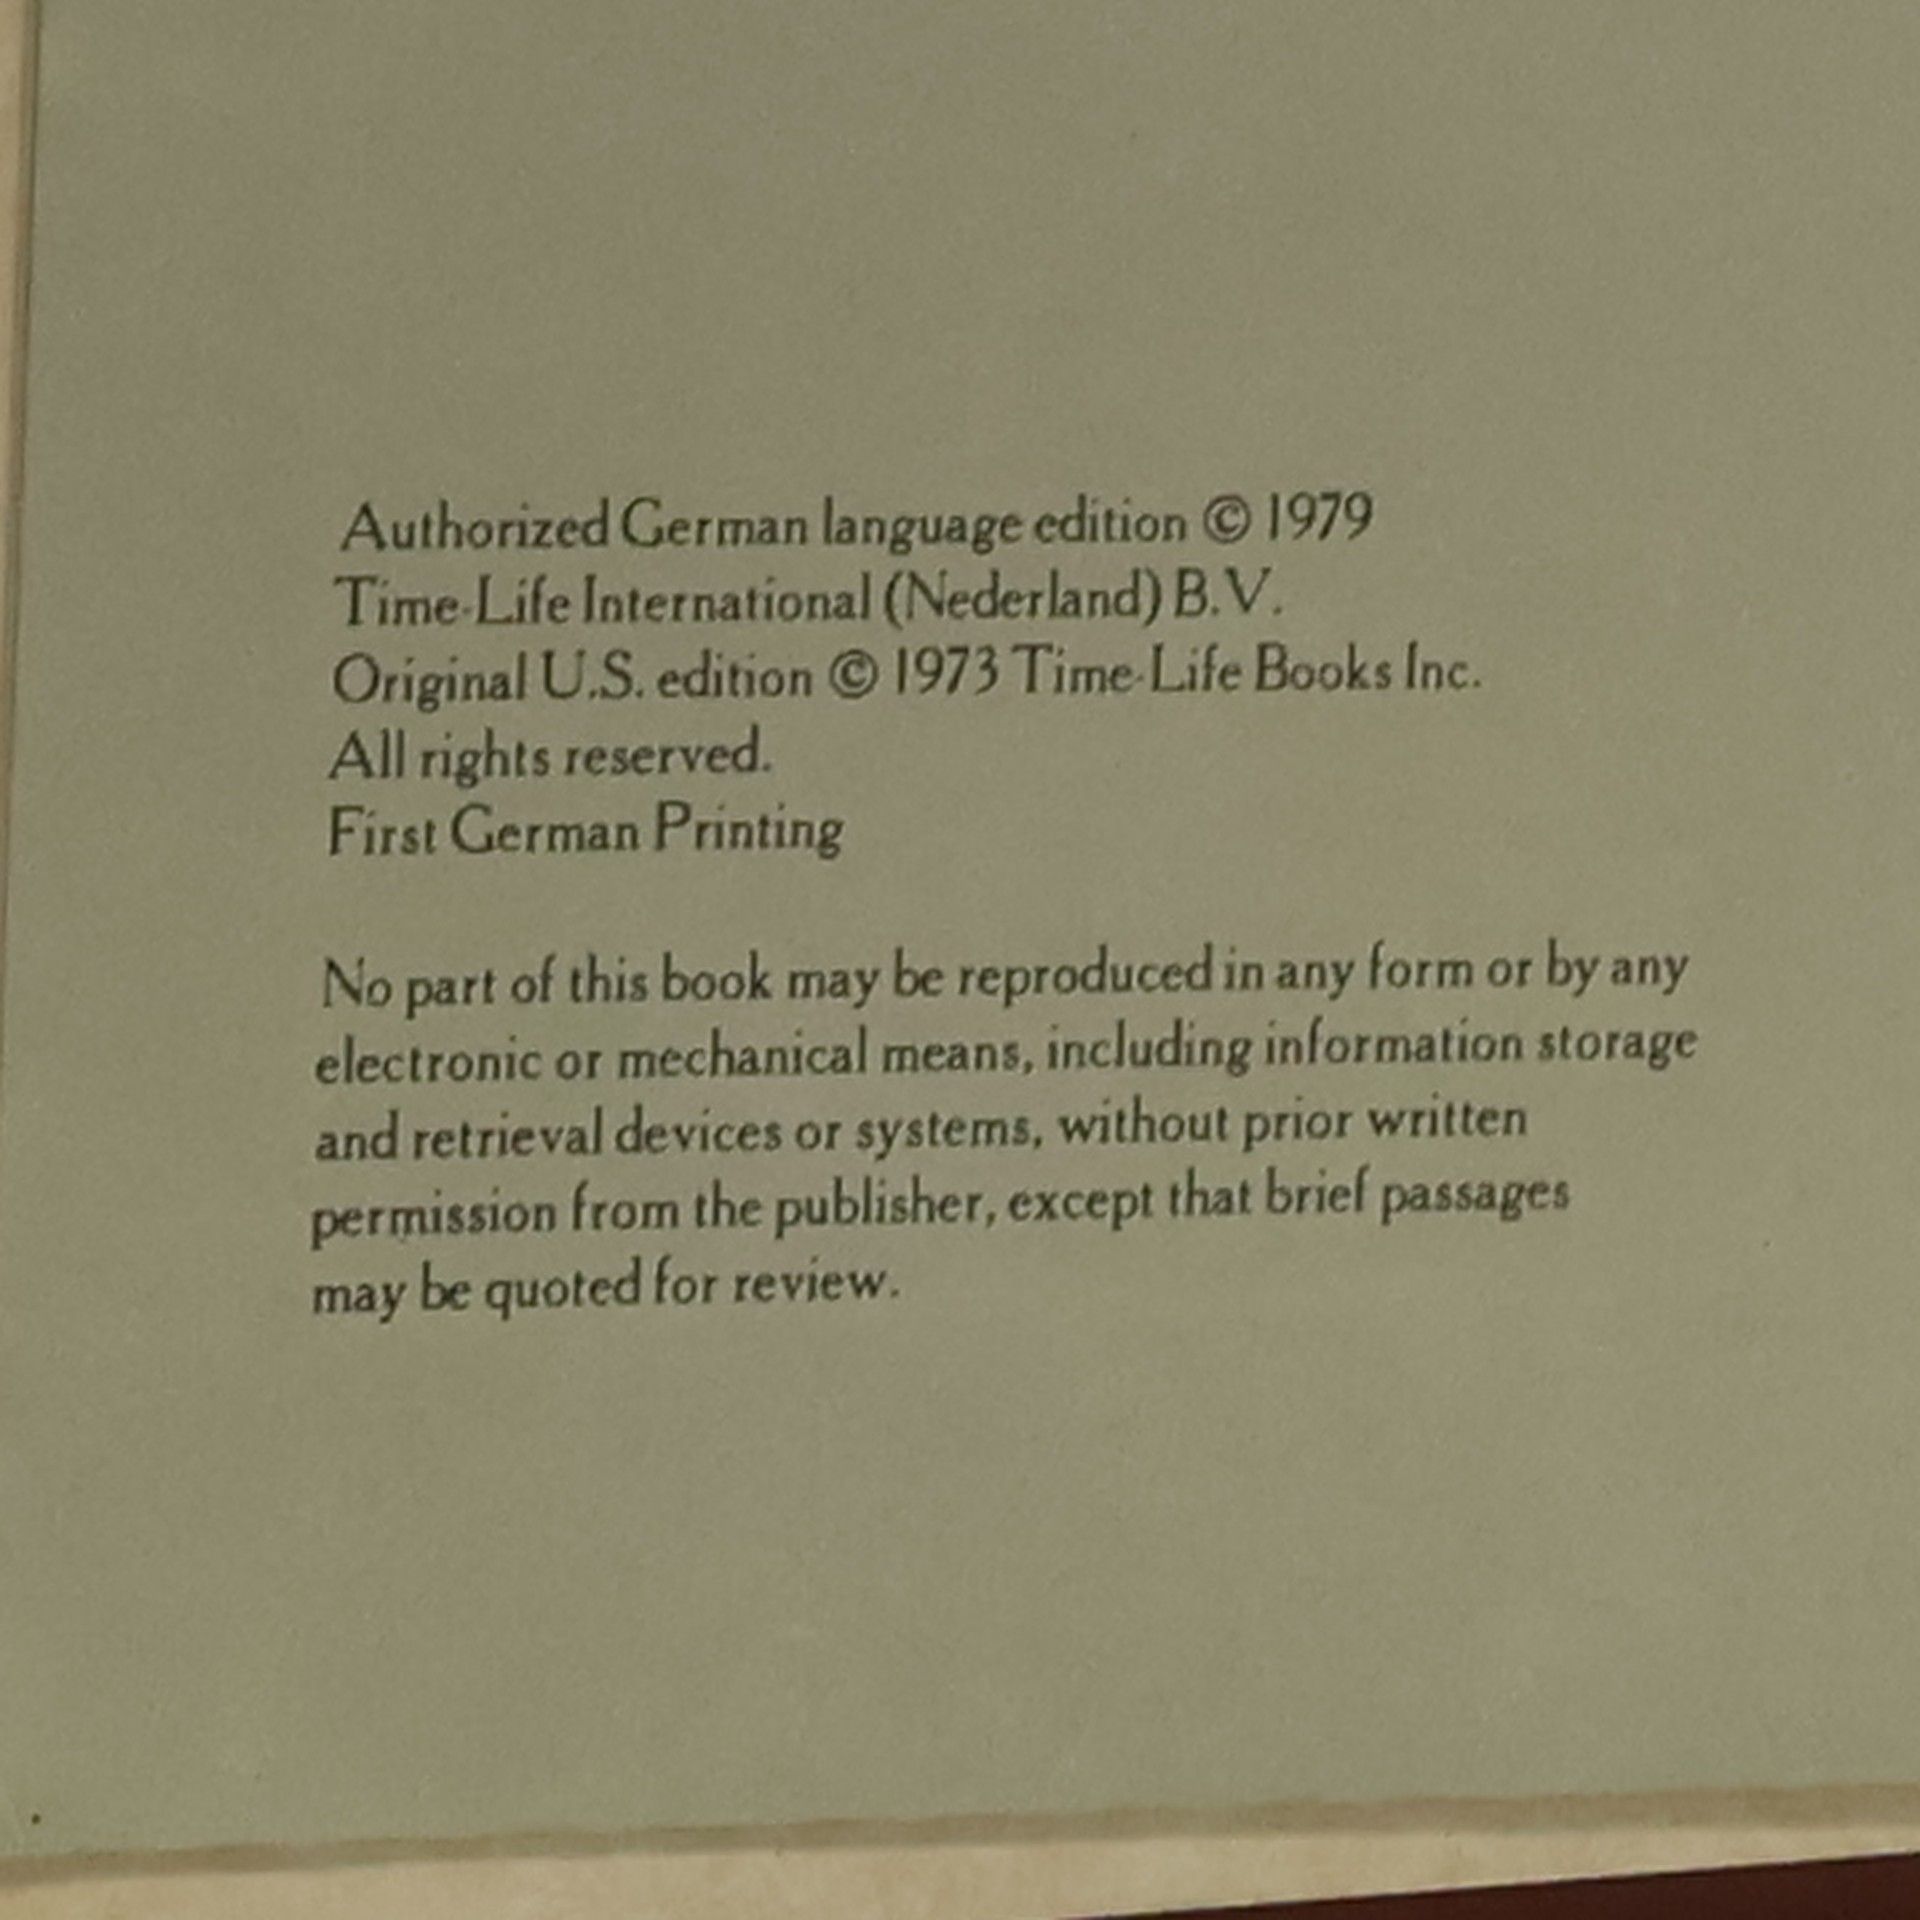 Authorized German language edition © 1979
Time-Life International (Nederland) B.V.
Original U.S. edition © 1973 Time-Life Books Inc.
All rights reserved.
First German Printing
No part of this book may be reproduced in any form or by any
electronic or mechanical means, including information storage
and retrieval devices or systems, without prior written
permission from the publisher, except that brief passages
may be quoted for review.